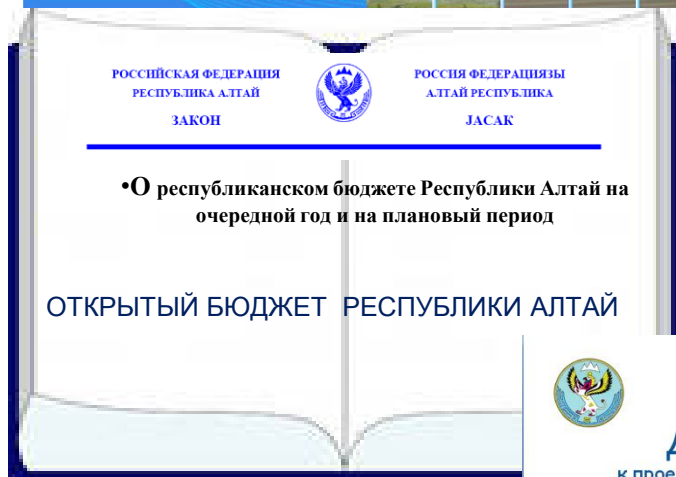 РОССИЙСКАЯ ФЕДЕРАЦИЯ
РЕСПУБЛИКА АЛТАЙ
ЗАКОН
РОССИЯ ФЕДЕРАЦИЯЗЫ
АЛТАЙ РЕСПУБЛИКА
JАСАК
•О республиканском бюджете Республики Алтай на
очередной год и на плановый период
ОТКРЫТЫЙ БЮДЖЕТ РЕСПУБЛИКИ АЛТАЙ